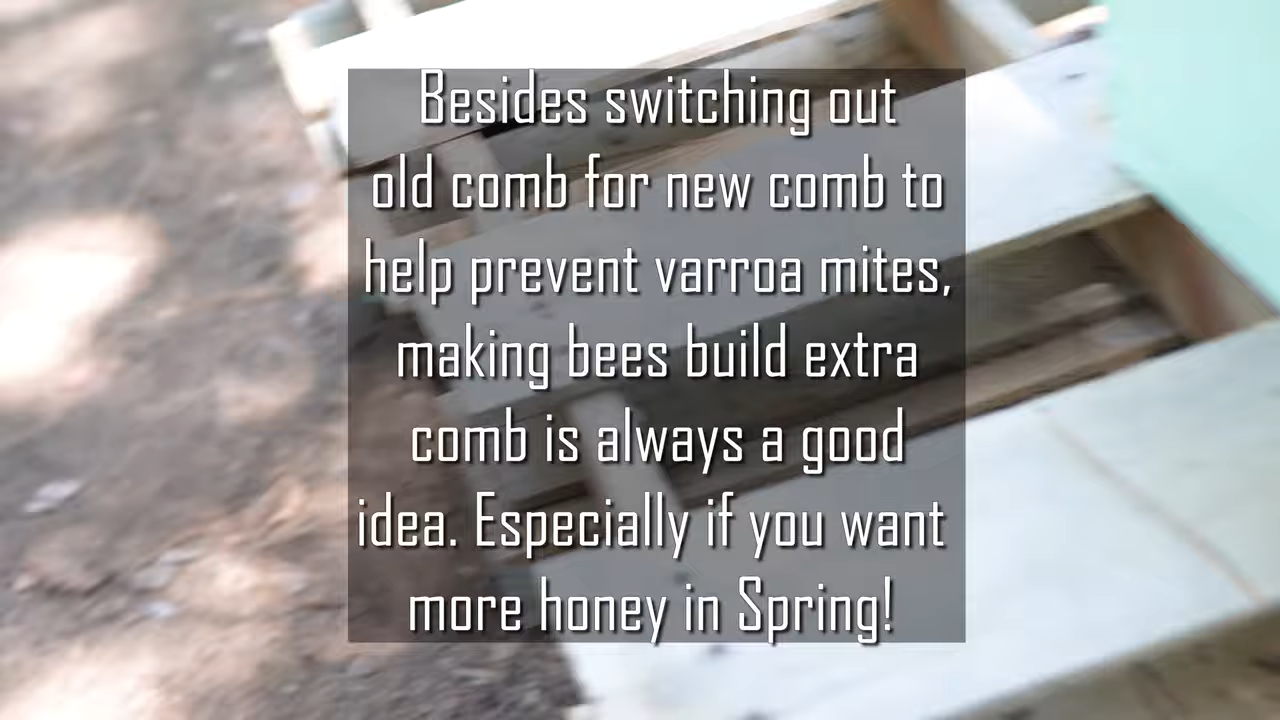 Besides switching out
old comb for new comb to
help prevent varroa mites,
making bees build extra
comb is always a good
idea. Especially if you want
more honey in Spring!